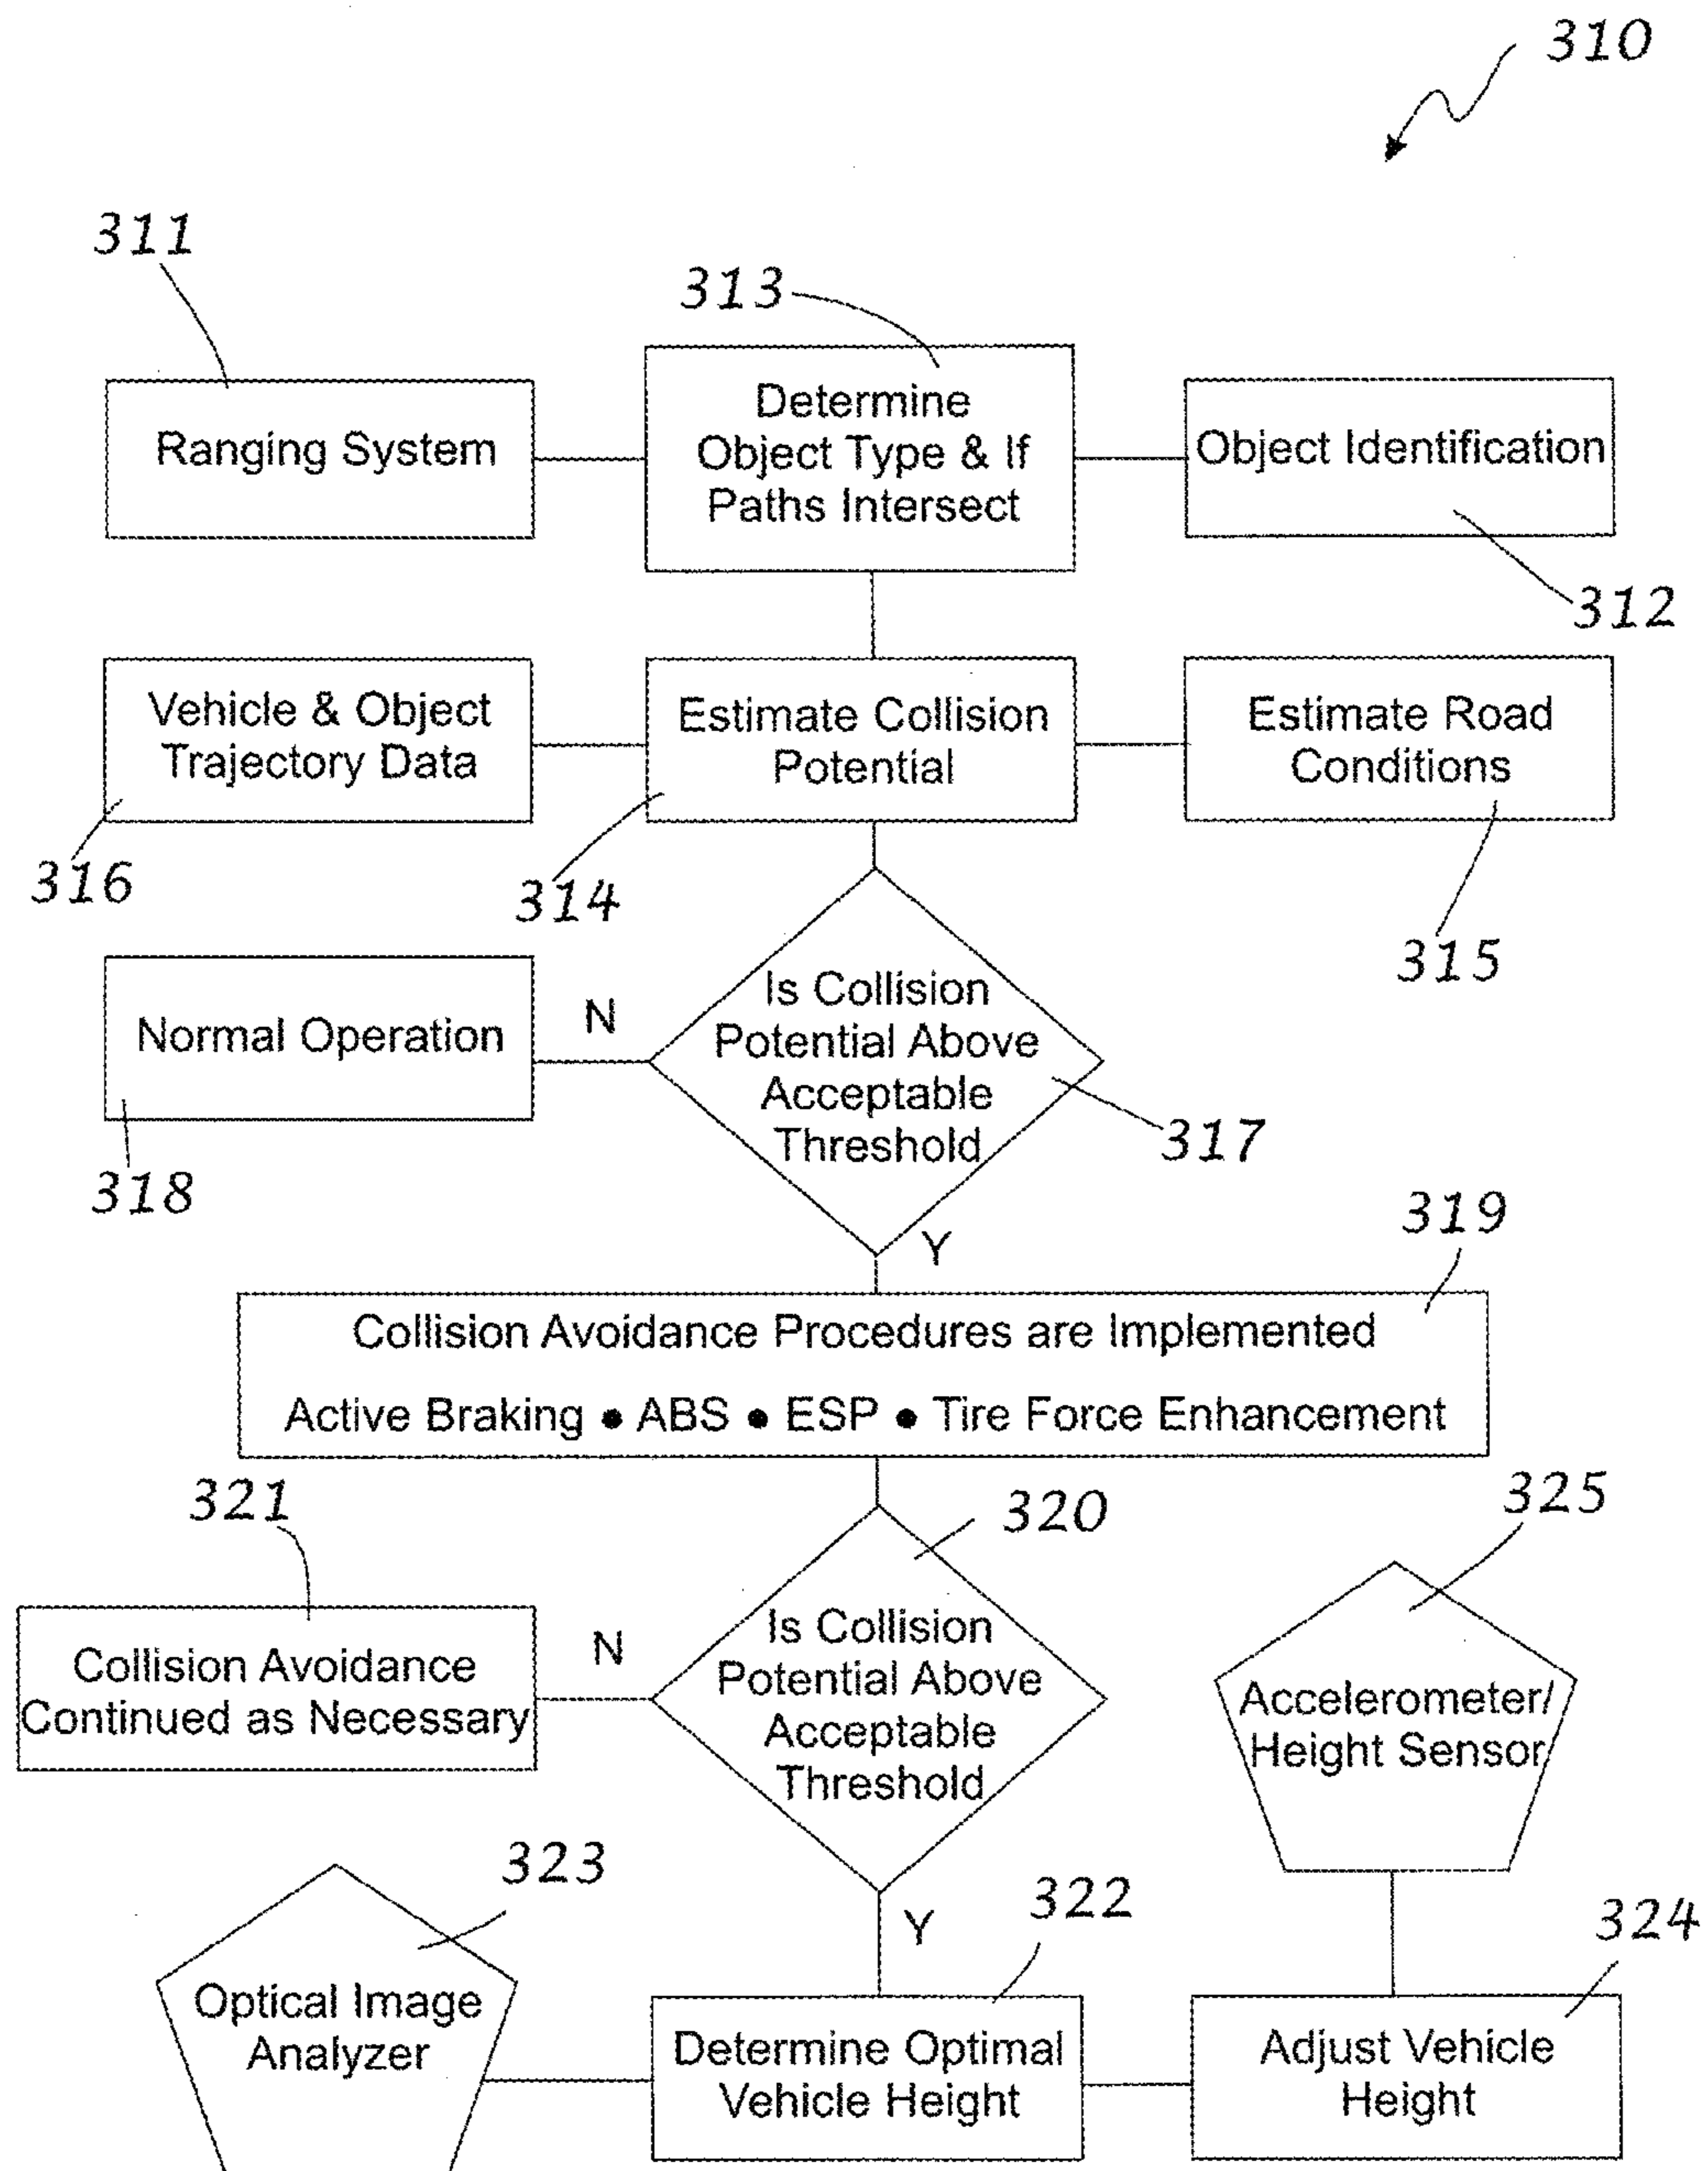 310
311
313
Ranging System
Determine
Object Type & If
Paths Intersect
Object Identification
312
Vehicle & Object
Trajectory Data
Estimate Collision
Potential
Estimate Road
Conditions
316
314
315
Normal Operation
N
Is Collision
Potential Above
Acceptable
Threshold
317
318
Y
319
Collision Avoidance Procedures are Implemented
Active Braking ● ABS ● ESP ● Tire Force Enhancement
321
320
325
Collision Avoidance
Continued as Necessary
N
Is Collision
Potential Above
Acceptable
Threshold
Accelerometer/
Height Sensor
323
Y
322
324
Optical Image
Analyzer
Determine Optimal
Vehicle Height
Adjust Vehicle
Height